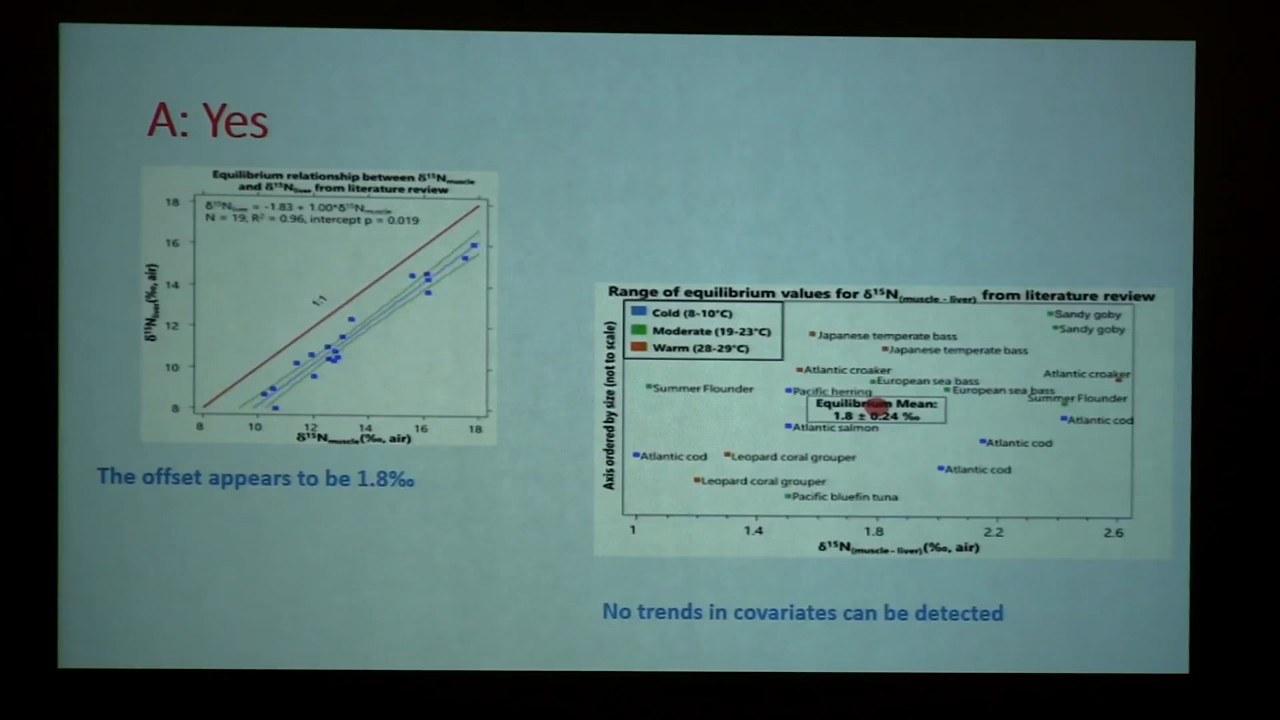 A: Yes
Equilibrium relationship between δ¹⁵Nmuscle
and δ¹⁵Nliver from literature review
δ¹⁵Nliver = -1.83 + 1.00*δ¹⁵Nmuscle
N = 19, R² = 0.96, intercept p = 0.019
18
16
14
12
10
8
δ¹⁵Nliver(‰, air)
1:1
8 10 12 14 16 18
δ¹⁵Nmuscle(‰, air)
The offset appears to be 1.8‰
Range of equilibrium values for δ¹⁵N(muscle - liver) from literature review
Cold (8-10°C)
Moderate (19-23°C)
Warm (28-29°C)
Axis ordered by size (not to scale)
Sandy goby
Sandy goby
Japanese temperate bass
Japanese temperate bass
Atlantic croaker
Atlantic croaker
European sea bass
Summer Flounder
Pacific herring
European sea bass
Summer Flounder
Equilibrium Mean:
1.8 ± 0.24 ‰
Atlantic cod
Atlantic salmon
Atlantic cod
Atlantic cod
Leopard coral grouper
Atlantic cod
Leopard coral grouper
Pacific bluefin tuna
1 1.4 1.8 2.2 2.6
δ¹⁵N(muscle - liver)(‰, air)
No trends in covariates can be detected